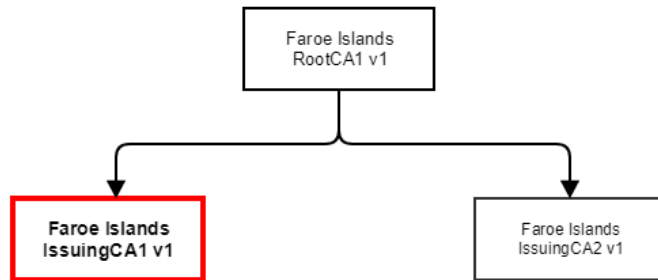 Faroe Islands
RootCA1 v1
Faroe Islands
IssuingCA1 v1
Faroe Islands
IssuingCA2 v1